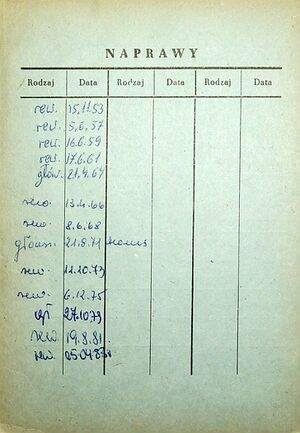 NAPRAWY
Rodzaj Data Rodzaj Data Rodzaj Data
rew. 15.11.53
rew. 5.6.57
rew. 16.6.59
rew. 17.6.61
głów. 21.4.64
rew. 13.4.66
rew. 8.6.68
21.8.71
rew. 11.10.73
rew. 6.12.75
rew. 19.8.81.
rew.